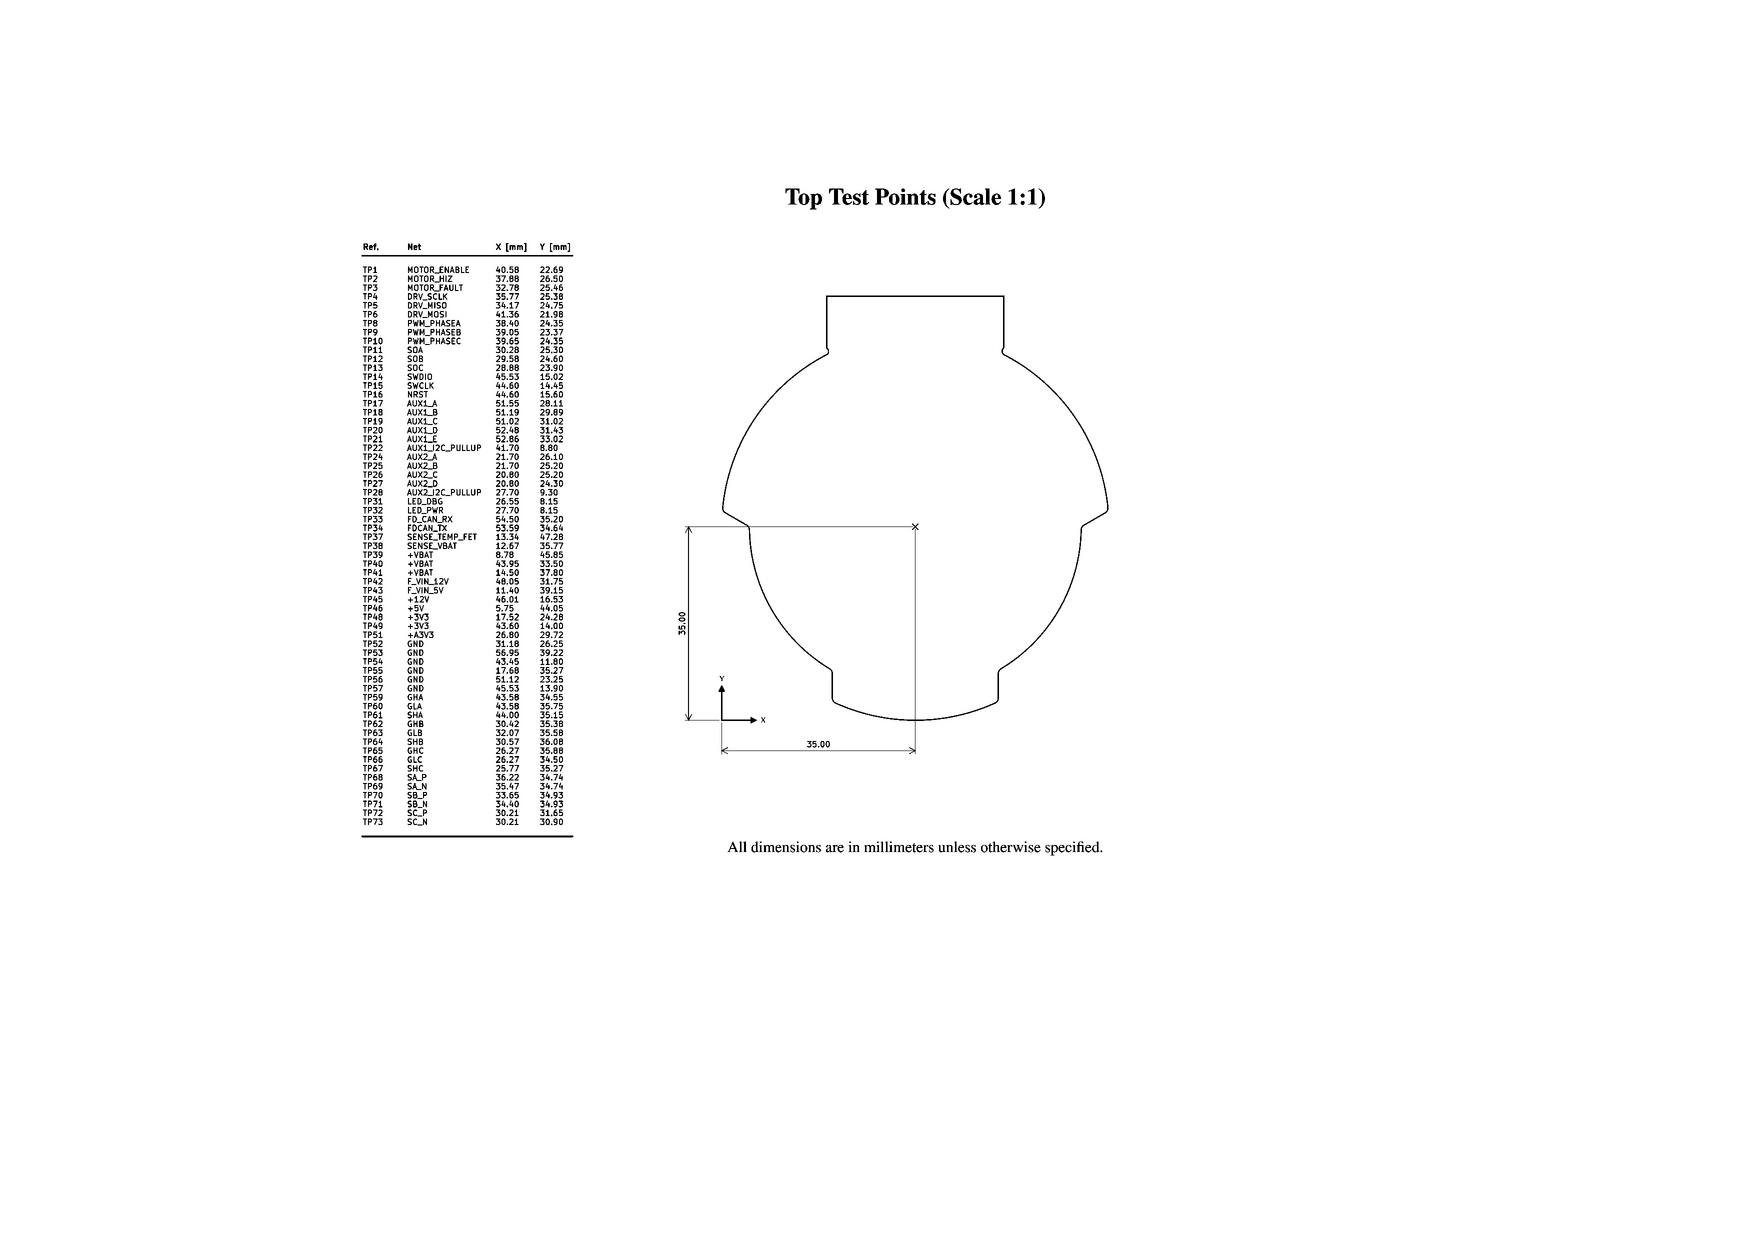 Top Test Points (Scale 1:1)
Ref. Net X [mm] Y [mm]
TP1 MOTOR_ENABLE 40.58 22.69
TP2 MOTOR_HIZ 37.88 26.50
TP3 MOTOR_FAULT 32.78 25.46
TP4 DRV_SCLK 35.77 25.38
TP5 DRV_MISO 34.17 24.75
TP6 DRV_MOSI 41.36 21.98
TP8 PWM_PHASEA 38.40 24.35
TP9 PWM_PHASEB 39.05 23.37
TP10 PWM_PHASEC 39.65 24.35
TP11 SOA 30.28 25.30
TP12 SOB 29.58 24.60
TP13 SOC 28.88 23.90
TP14 SWDIO 45.53 15.02
TP15 SWCLK 44.60 14.45
TP16 NRST 44.60 15.60
TP17 AUX1_A 51.55 28.11
TP18 AUX1_B 51.19 29.89
TP19 AUX1_C 51.02 31.02
TP20 AUX1_D 52.48 31.43
TP21 AUX1_E 52.86 33.02
TP22 AUX1_I2C_PULLUP 41.70 8.80
TP24 AUX2_A 21.70 26.10
TP25 AUX2_B 21.70 25.20
TP26 AUX2_C 20.80 25.20
TP27 AUX2_D 20.80 24.30
TP28 AUX2_I2C_PULLUP 27.70 9.30
TP31 LED_DBG 26.55 8.15
TP32 LED_PWR 27.70 8.15
TP33 FD_CAN_RX 54.50 35.20
TP34 FDCAN_TX 53.59 34.64
TP37 SENSE_TEMP_FET 13.34 47.28
TP38 SENSE_VBAT 12.67 35.77
TP39 +VBAT 8.78 45.85
TP40 +VBAT 43.95 33.50
TP41 +VBAT 14.50 37.80
TP42 F_VIN_12V 48.05 31.75
TP43 F_VIN_5V 11.40 39.15
TP45 +12V 46.01 16.53
TP46 +5V 5.75 44.05
TP48 +3V3 17.52 24.28
TP49 +3V3 43.60 14.00
TP51 +A3V3 26.80 29.72
TP52 GND 31.18 26.25
TP53 GND 56.95 39.22
TP54 GND 43.45 11.80
TP55 GND 17.68 35.27
TP56 GND 51.12 23.25
TP57 GND 45.53 13.90
TP59 GHA 43.58 34.55
TP60 GLA 43.58 35.75
TP61 SHA 44.00 35.15
TP62 GHB 30.42 35.38
TP63 GLB 32.07 35.58
TP64 SHB 30.57 36.08
TP65 GHC 26.27 35.88
TP66 GLC 26.27 34.50
TP67 SHC 25.77 35.27
TP68 SA_P 36.22 34.74
TP69 SA_N 35.47 34.74
TP70 SB_P 33.65 34.93
TP71 SB_N 34.40 34.93
TP72 SC_P 30.21 31.65
TP73 SC_N 30.21 30.90
35.00
Y
X
35.00
All dimensions are in millimeters unless otherwise specified.